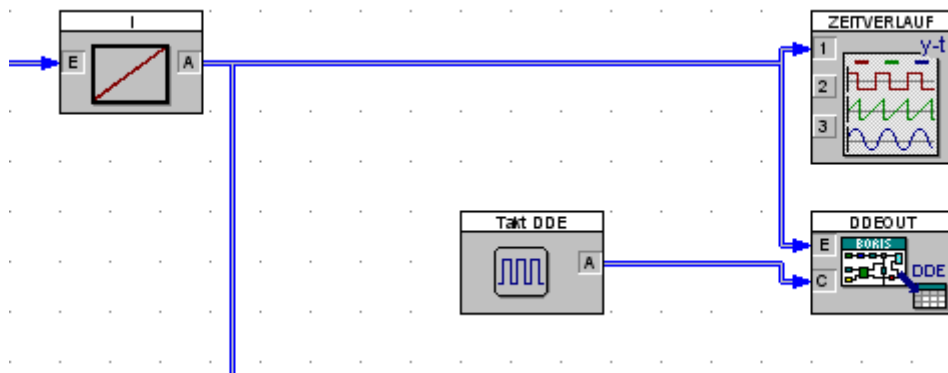 I
E
A
ZEITVERLAUF
1
y-t
2
3
Takt DDE
A
DDEOUT
E
BORIS
C
DDE